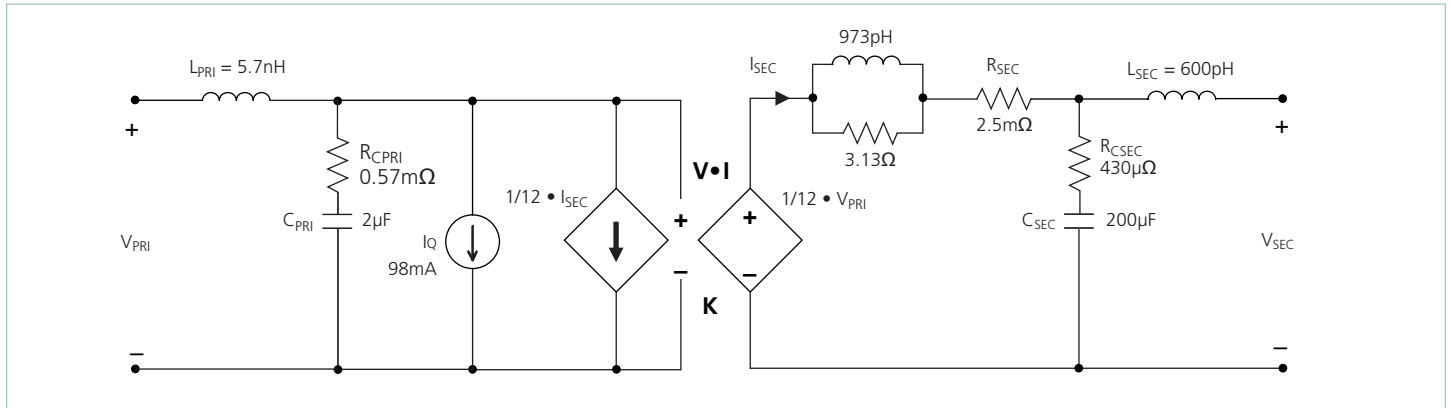 L_PRI = 5.7nH
+
V_PRI
–
R_CPRI
0.57mΩ
C_PRI
2µF
I_Q
98mA
1/12 • I_SEC
V•I
+
–
K
+
–
1/12 • V_PRI
I_SEC
973pH
3.13Ω
R_SEC
2.5mΩ
L_SEC = 600pH
R_CSEC
430µΩ
C_SEC
200µF
+
V_SEC
–